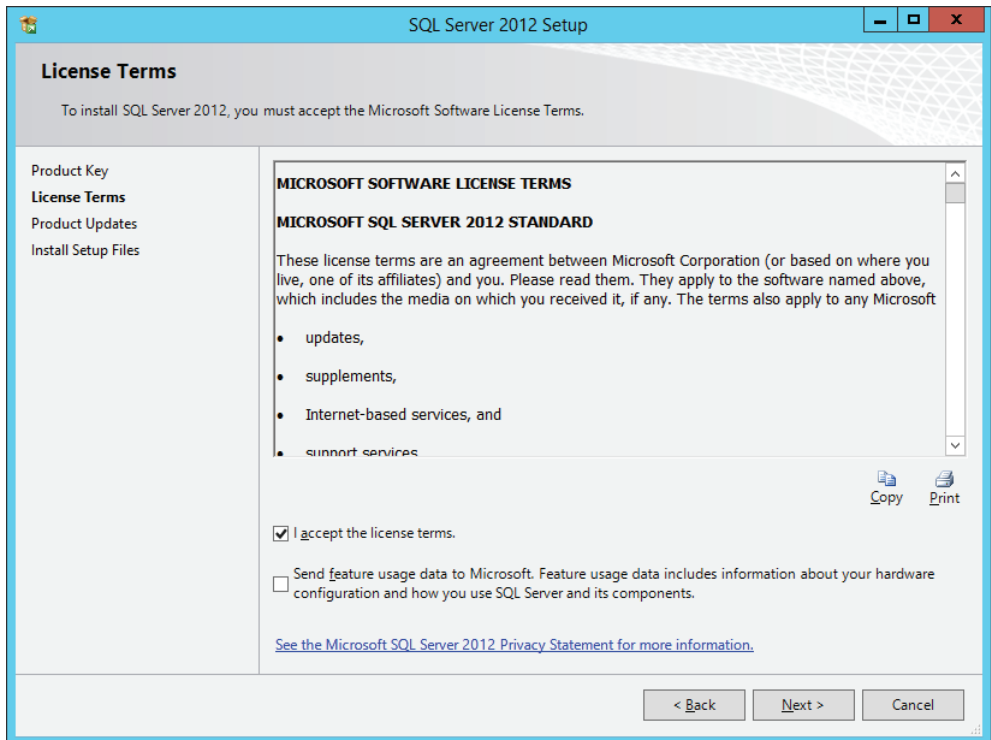 SQL Server 2012 Setup
License Terms
To install SQL Server 2012, you must accept the Microsoft Software License Terms.
Product Key
License Terms
Product Updates
Install Setup Files
MICROSOFT SOFTWARE LICENSE TERMS
MICROSOFT SQL SERVER 2012 STANDARD
These license terms are an agreement between Microsoft Corporation (or based on where you
live, one of its affiliates) and you. Please read them. They apply to the software named above,
which includes the media on which you received it, if any. The terms also apply to any Microsoft
• updates,
• supplements,
• Internet-based services, and
• support services
Copy
Print
I accept the license terms.
Send feature usage data to Microsoft. Feature usage data includes information about your hardware
configuration and how you use SQL Server and its components.
See the Microsoft SQL Server 2012 Privacy Statement for more information.
< Back
Next >
Cancel